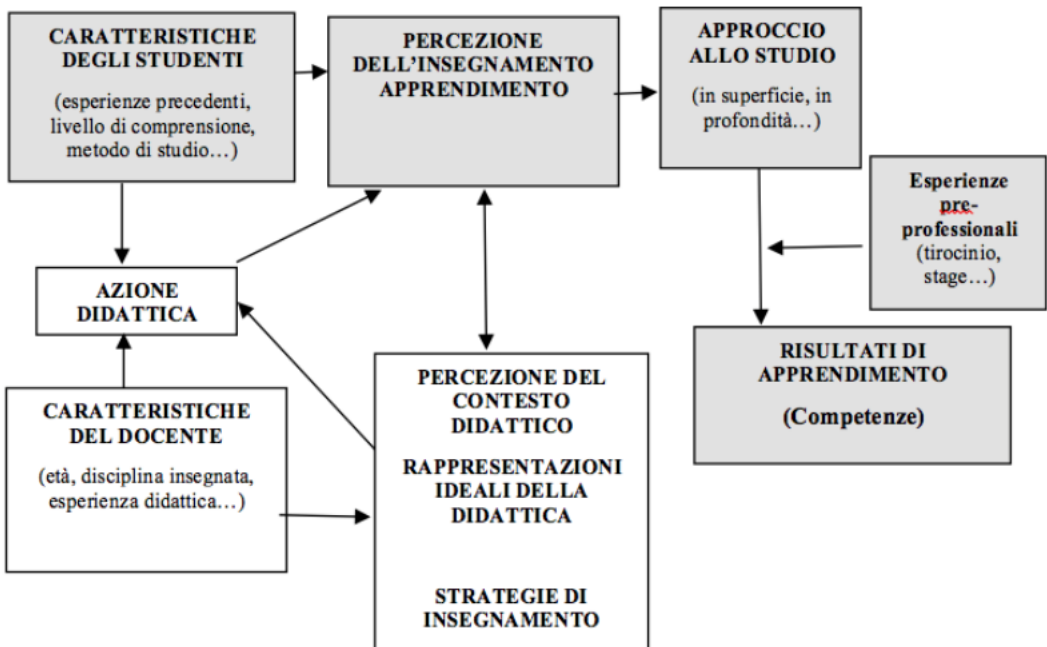 CARATTERISTICHE
DEGLI STUDENTI
(esperienze precedenti,
livello di comprensione,
metodo di studio…)
PERCEZIONE
DELL’INSEGNAMENTO
APPRENDIMENTO
APPROCCIO
ALLO STUDIO
(in superficie, in
profondità…)
Esperienze
pre-
professionali
(tirocinio,
stage…)
AZIONE
DIDATTICA
CARATTERISTICHE
DEL DOCENTE
(età, disciplina insegnata,
esperienza didattica…)
PERCEZIONE DEL
CONTESTO
DIDATTICO
RAPPRESENTAZIONI
IDEALI DELLA
DIDATTICA
STRATEGIE DI
INSEGNAMENTO
RISULTATI DI
APPRENDIMENTO
(Competenze)